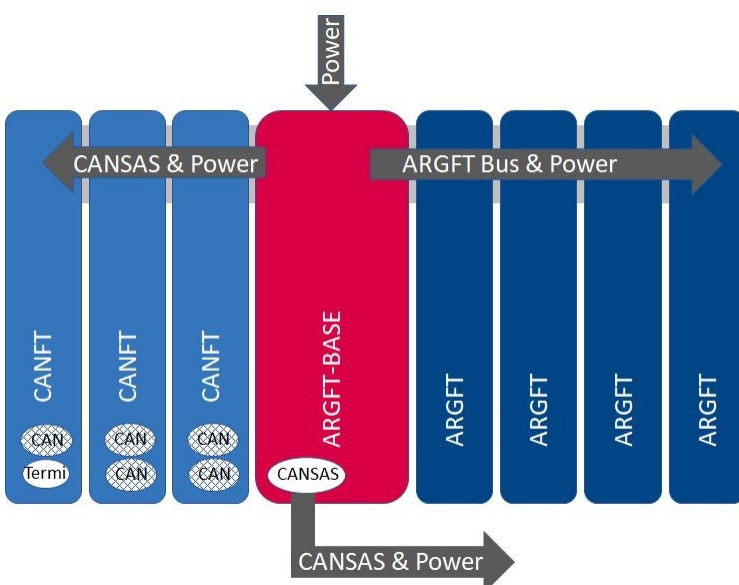 Power
CANSAS & Power
ARGFT Bus & Power
CANFT
CANFT
CANFT
ARGFT-BASE
ARGFT
ARGFT
ARGFT
ARGFT
CAN
CAN
CAN
Termi
CAN
CAN
CANSAS
CANSAS & Power